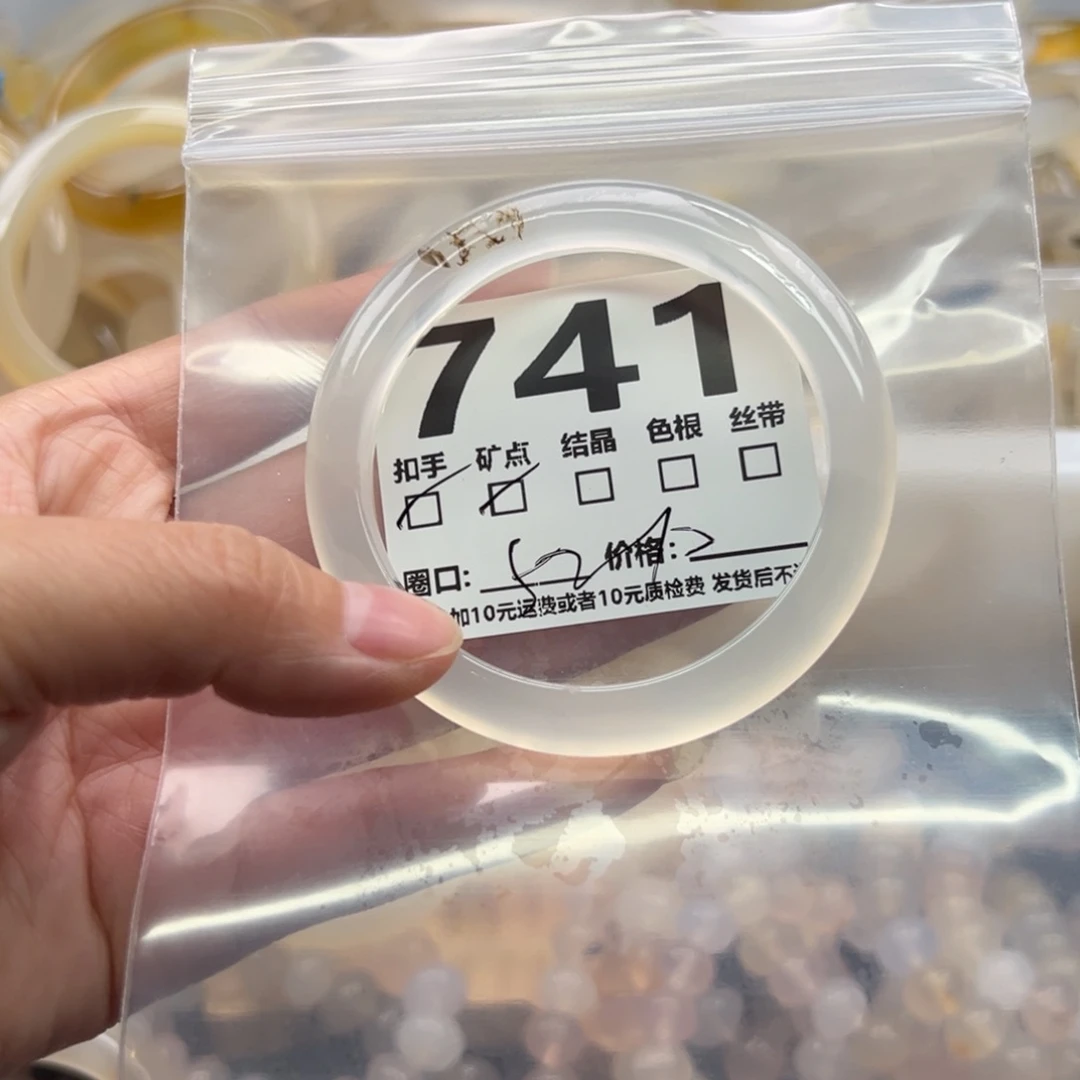 741
扣手 矿点 结晶 色根 丝带
圈口: 52 价格:
加10元运费或者10元质检费 发货后不